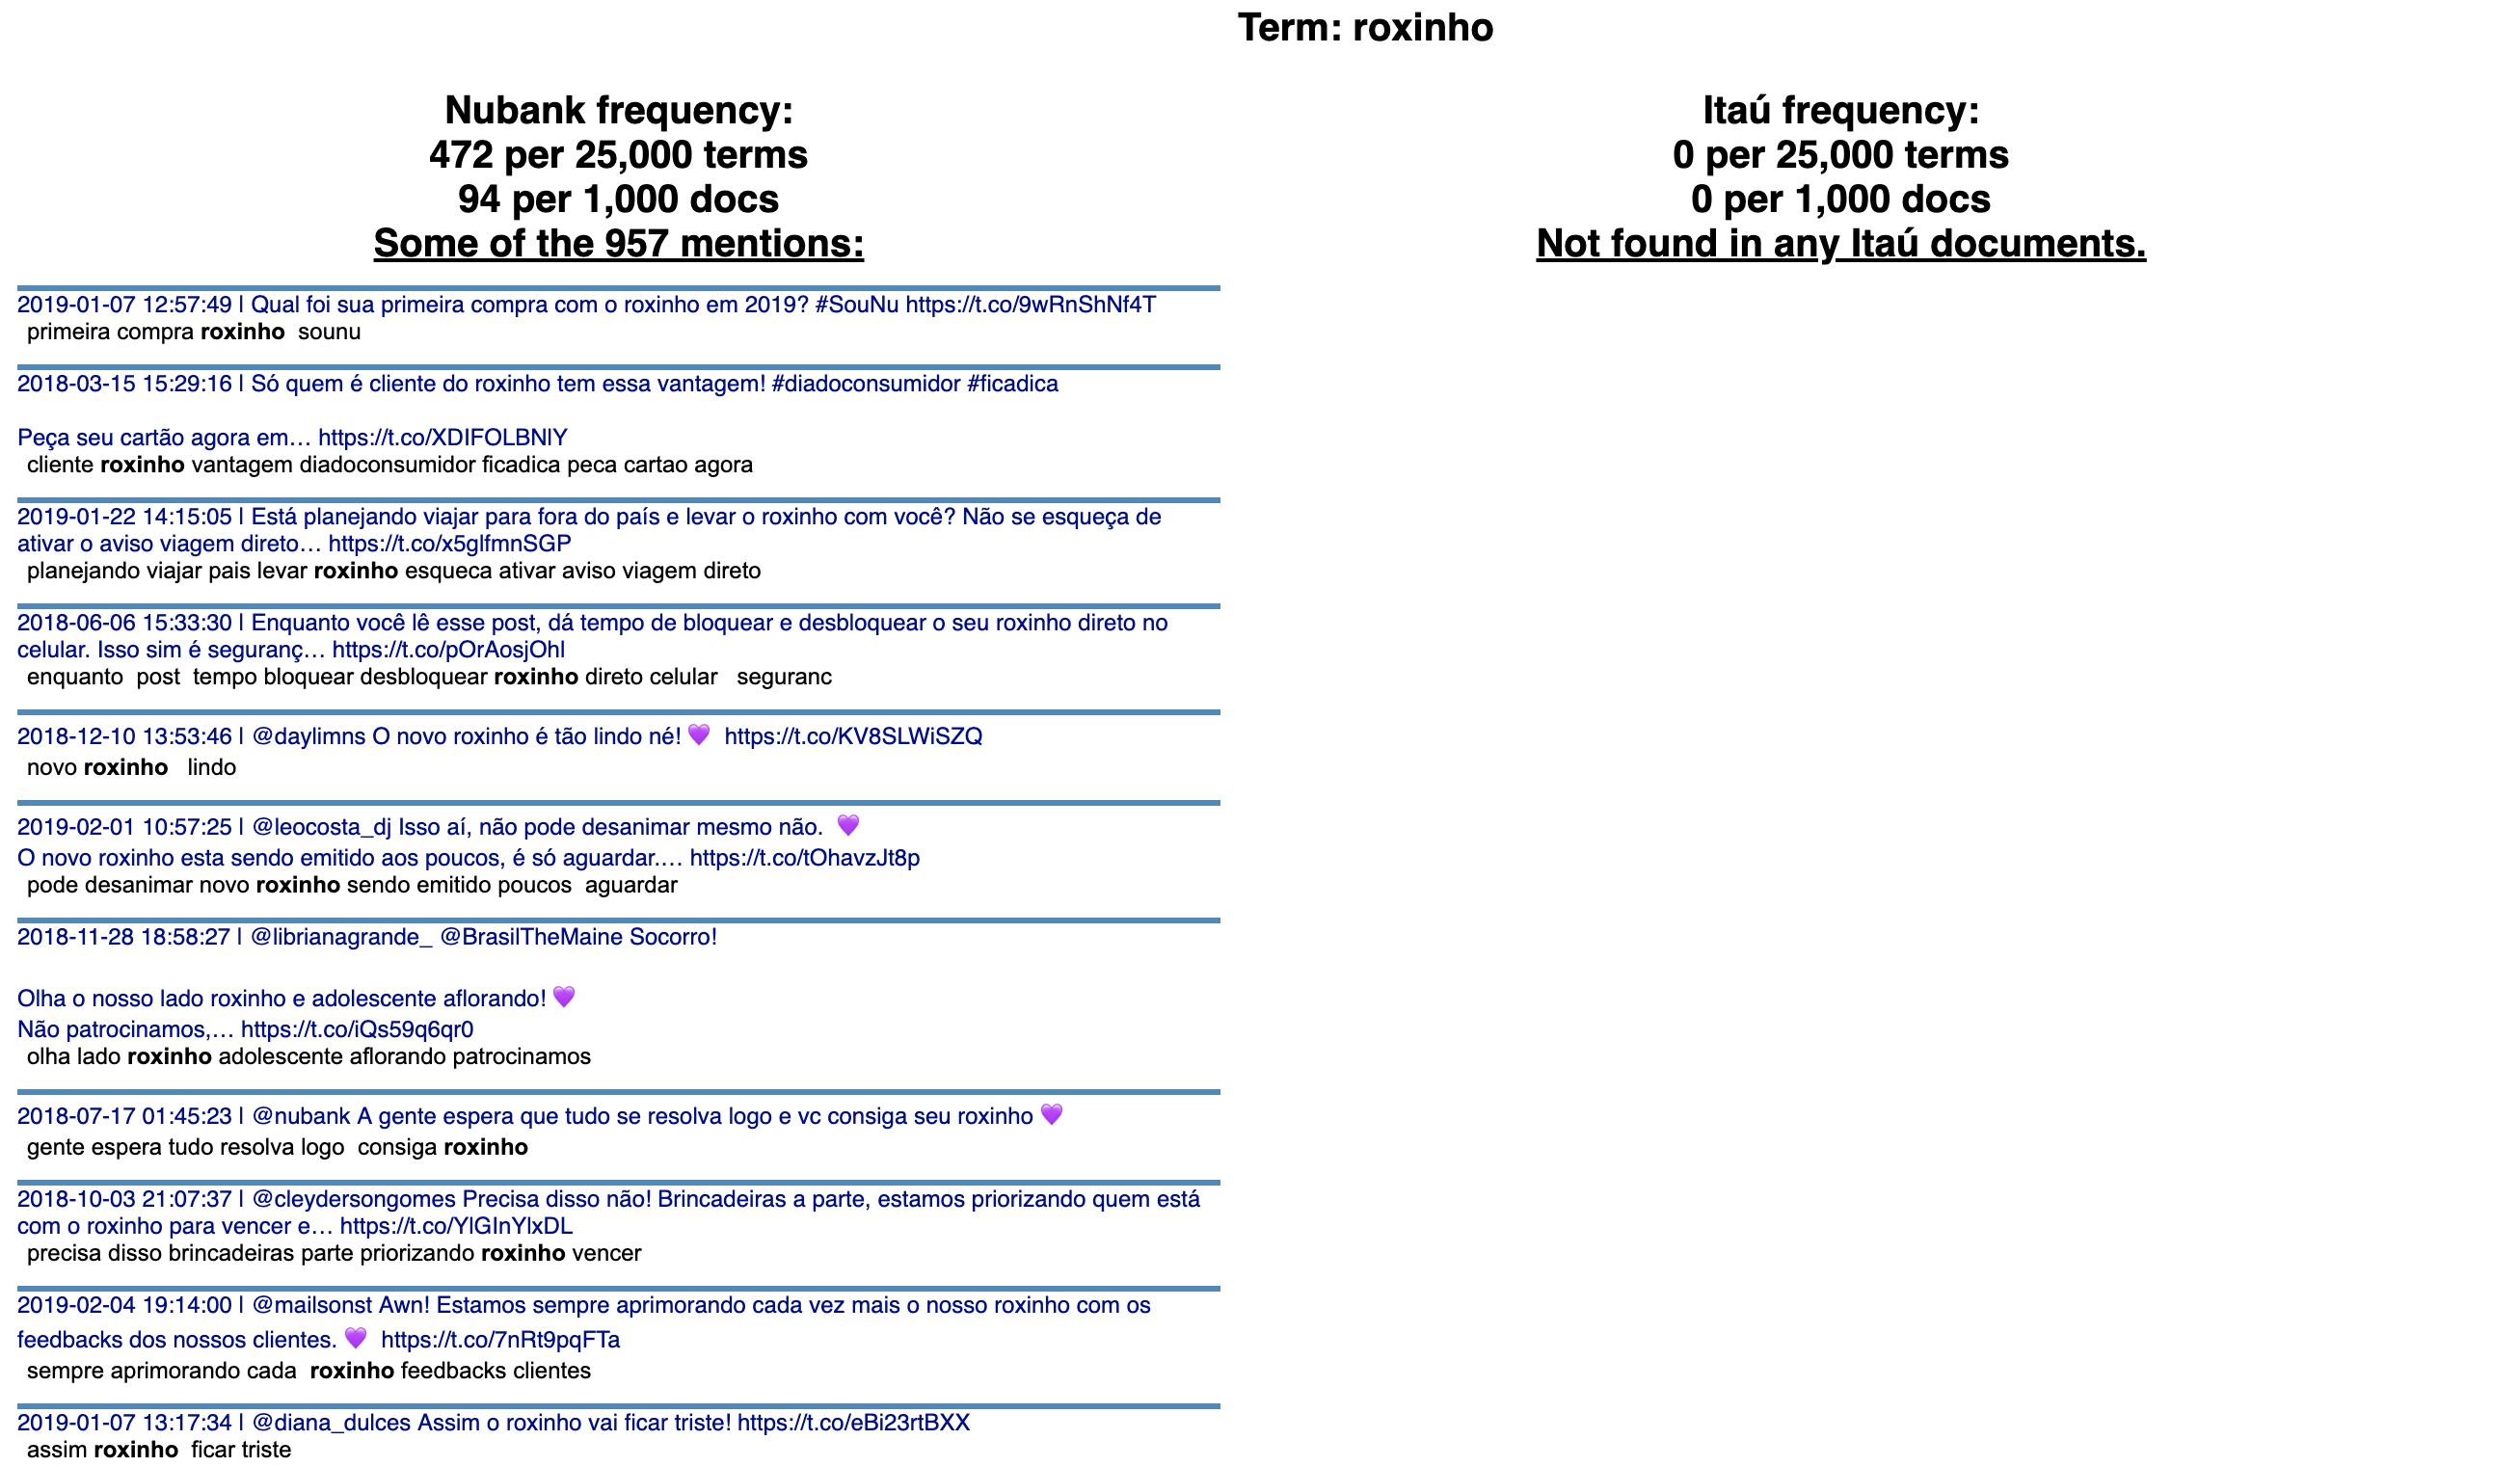 Term: roxinho
Nubank frequency:
472 per 25,000 terms
94 per 1,000 docs
Some of the 957 mentions:
Itaú frequency:
0 per 25,000 terms
0 per 1,000 docs
Not found in any Itaú documents.
2019-01-07 12:57:49 | Qual foi sua primeira compra com o roxinho em 2019? #SouNu https://t.co/9wRnShNf4T
primeira compra roxinho sounu
2018-03-15 15:29:16 | Só quem é cliente do roxinho tem essa vantagem! #diadoconsumidor #ficadica
Peça seu cartão agora em… https://t.co/XDIFOLBNlY
cliente roxinho vantagem diadoconsumidor ficadica peca cartao agora
2019-01-22 14:15:05 | Está planejando viajar para fora do país e levar o roxinho com você? Não se esqueça de
ativar o aviso viagem direto… https://t.co/x5glfmnSGP
planejando viajar pais levar roxinho esqueca ativar aviso viagem direto
2018-06-06 15:33:30 | Enquanto você lê esse post, dá tempo de bloquear e desbloquear o seu roxinho direto no
celular. Isso sim é seguranç… https://t.co/pOrAosjOhl
enquanto post tempo bloquear desbloquear roxinho direto celular seguranc
2018-12-10 13:53:46 | @daylimns O novo roxinho é tão lindo né! 💜 https://t.co/KV8SLWiSZQ
novo roxinho lindo
2019-02-01 10:57:25 | @leocosta_dj Isso aí, não pode desanimar mesmo não. 💜
O novo roxinho esta sendo emitido aos poucos, é só aguardar.… https://t.co/tOhavzJt8p
pode desanimar novo roxinho sendo emitido poucos aguardar
2018-11-28 18:58:27 | @librianagrande_ @BrasilTheMaine Socorro!
Olha o nosso lado roxinho e adolescente aflorando! 💜
Não patrocinamos,… https://t.co/iQs59q6qr0
olha lado roxinho adolescente aflorando patrocinamos
2018-07-17 01:45:23 | @nubank A gente espera que tudo se resolva logo e vc consiga seu roxinho 💜
gente espera tudo resolva logo consiga roxinho
2018-10-03 21:07:37 | @cleydersongomes Precisa disso não! Brincadeiras a parte, estamos priorizando quem está
com o roxinho para vencer e… https://t.co/YlGInYlxDL
precisa disso brincadeiras parte priorizando roxinho vencer
2019-02-04 19:14:00 | @mailsonst Awn! Estamos sempre aprimorando cada vez mais o nosso roxinho com os
feedbacks dos nossos clientes. 💜 https://t.co/7nRt9pqFTa
sempre aprimorando cada roxinho feedbacks clientes
2019-01-07 13:17:34 | @diana_dulces Assim o roxinho vai ficar triste! https://t.co/eBi23rtBXX
assim roxinho ficar triste